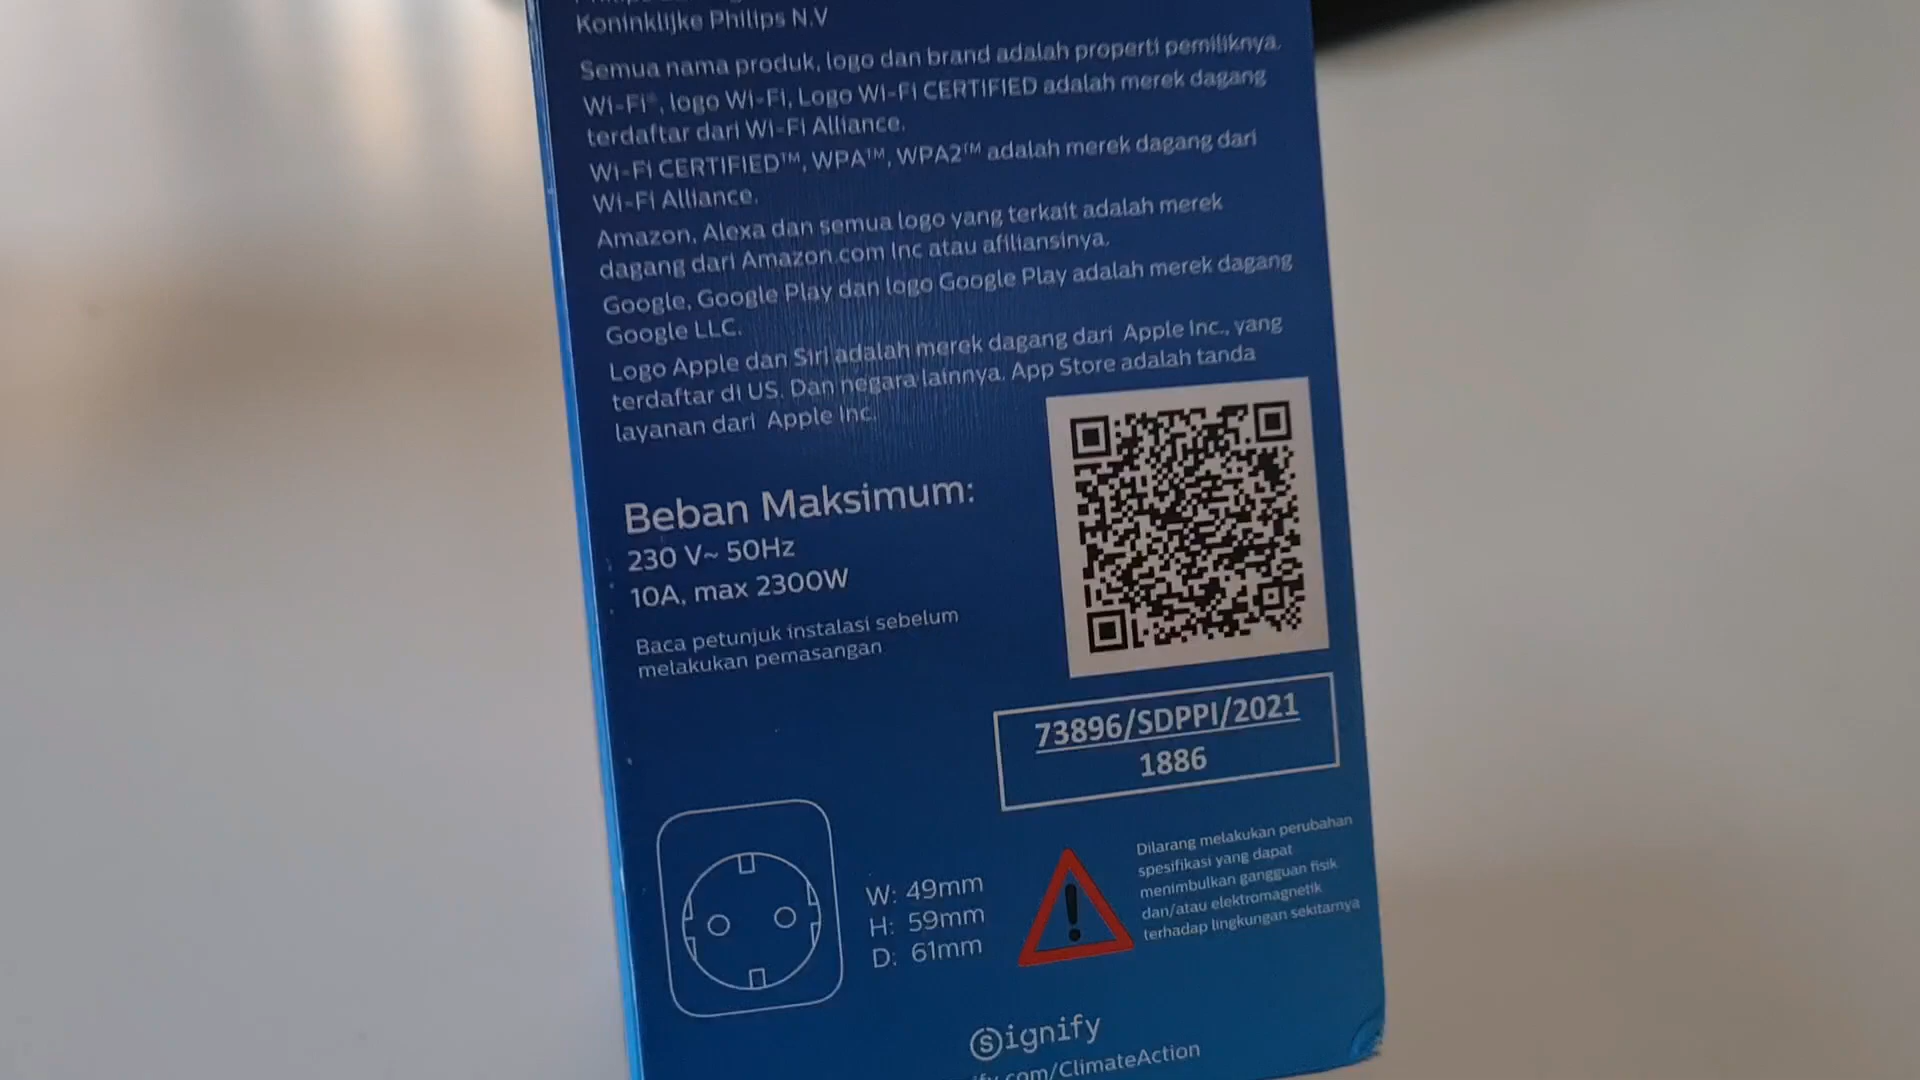 Koninklijke Philips N.V
Semua nama produk, logo dan brand adalah properti pemiliknya.
Wi-Fi®, logo Wi-Fi, Logo Wi-Fi CERTIFIED adalah merek dagang
terdaftar dari Wi-Fi Alliance.
Wi-Fi CERTIFIED™, WPA™, WPA2™ adalah merek dagang dari
Wi-Fi Alliance.
Amazon, Alexa dan semua logo yang terkait adalah merek
dagang dari Amazon.com Inc atau afiliansinya.
Google, Google Play dan logo Google Play adalah merek dagang
Google LLC.
Logo Apple dan Siri adalah merek dagang dari Apple Inc., yang
terdaftar di US. Dan negara lainnya. App Store adalah tanda
layanan dari Apple Inc.
Beban Maksimum:
230 V~ 50Hz
10A, max 2300W
Baca petunjuk instalasi sebelum
melakukan pemasangan
73896/SDPPI/2021
1886
W: 49mm
H: 59mm
D: 61mm
Dilarang melakukan perubahan
spesifikasi yang dapat
menimbulkan gangguan fisik
dan/atau elektromagnetik
terhadap lingkungan sekitarnya
Signify
.com/ClimateAction